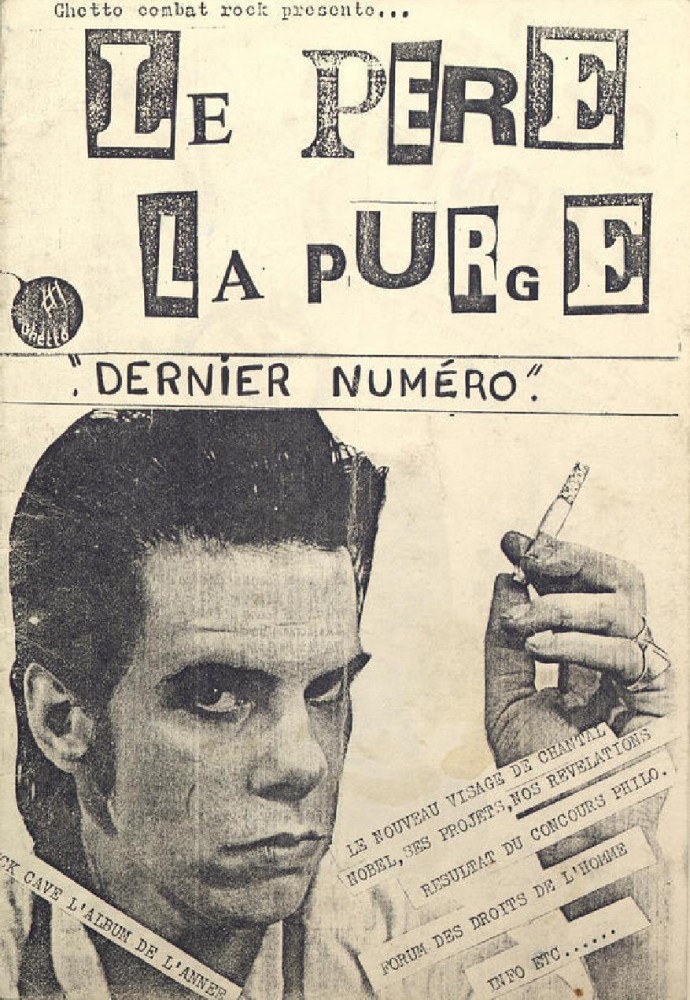 Ghetto combat rock presente...
LE PERE
LA PURGE
#1
Ghetto
"DERNIER NUMÉRO".
LE NOUVEAU VISAGE DE CHANTAL
NOBEL, SES PROJETS, NOS REVELATIONS
RESULTAT DU CONCOURS PHILO.
FORUM DES DROITS DE L'HOMME
INFO ETC......
CK CAVE L'ALBUM DE L'ANNEE